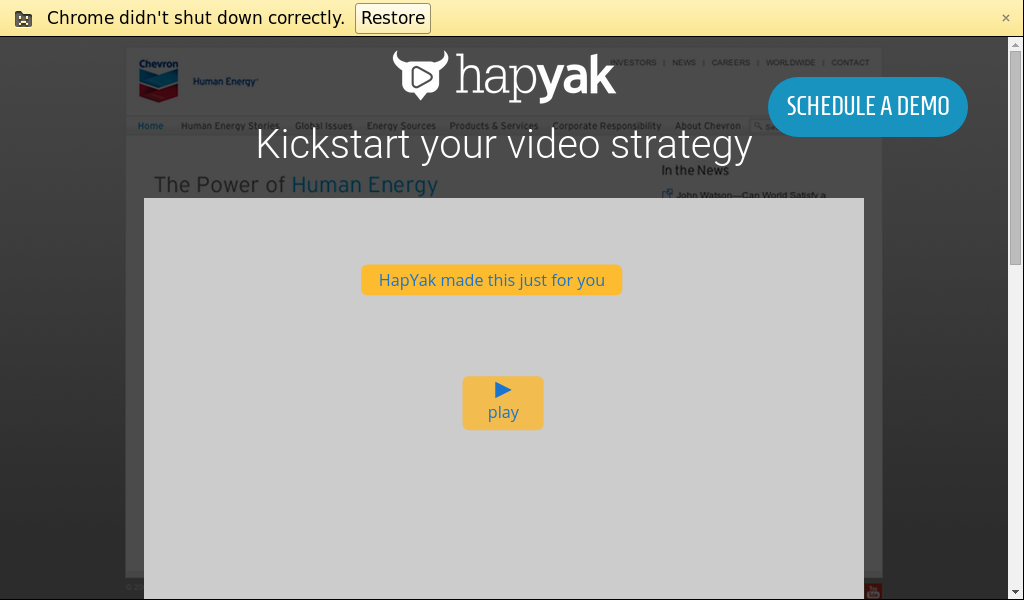 Chrome didn't shut down correctly. Restore ×
hapyak
INVESTORS | NEWS | CAREERS | WORLDWIDE | CONTACT
Chevron
Human Energy
SCHEDULE A DEMO
Home Human Energy Stories Global Issues Energy Sources Products & Services Corporate Responsibility About Chevron
Kickstart your video strategy
In the News
The Power of Human Energy
John Watson—Can World Satisfy a
HapYak made this just for you
play